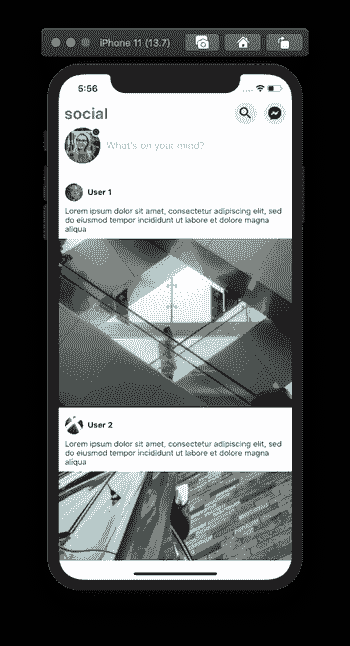 iPhone 11 (13.7)
5:56
social
What's on your mind?
User 1
Lorem ipsum dolor sit amet, consectetur adipiscing elit, sed
do eiusmod tempor incididunt ut labore et dolore magna
aliqua
User 2
Lorem ipsum dolor sit amet, consectetur adipiscing elit, sed
do eiusmod tempor incididunt ut labore et dolore magna
aliqua